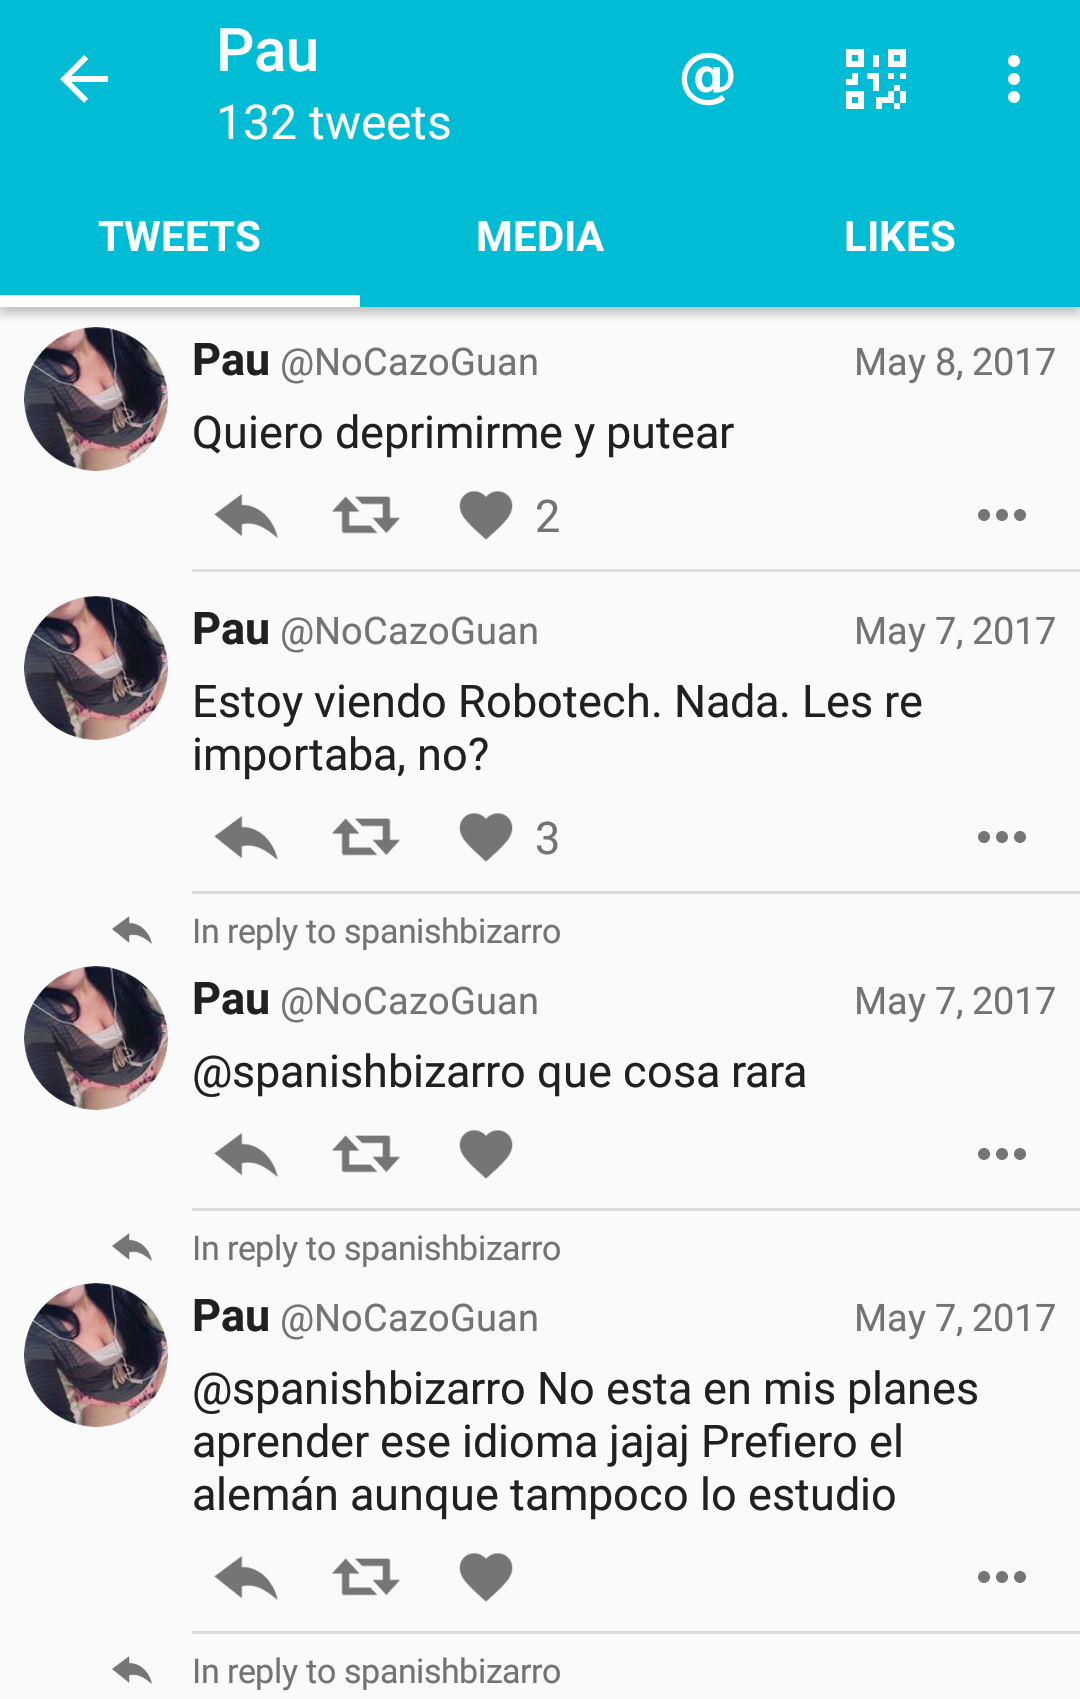 Pau
132 tweets
@
TWEETS MEDIA LIKES
Pau @NoCazoGuan May 8, 2017
Quiero deprimirme y putear
2
Pau @NoCazoGuan May 7, 2017
Estoy viendo Robotech. Nada. Les re
importaba, no?
3
In reply to spanishbizarro
Pau @NoCazoGuan May 7, 2017
@spanishbizarro que cosa rara
In reply to spanishbizarro
Pau @NoCazoGuan May 7, 2017
@spanishbizarro No esta en mis planes
aprender ese idioma jajaj Prefiero el
alemán aunque tampoco lo estudio
In reply to spanishbizarro